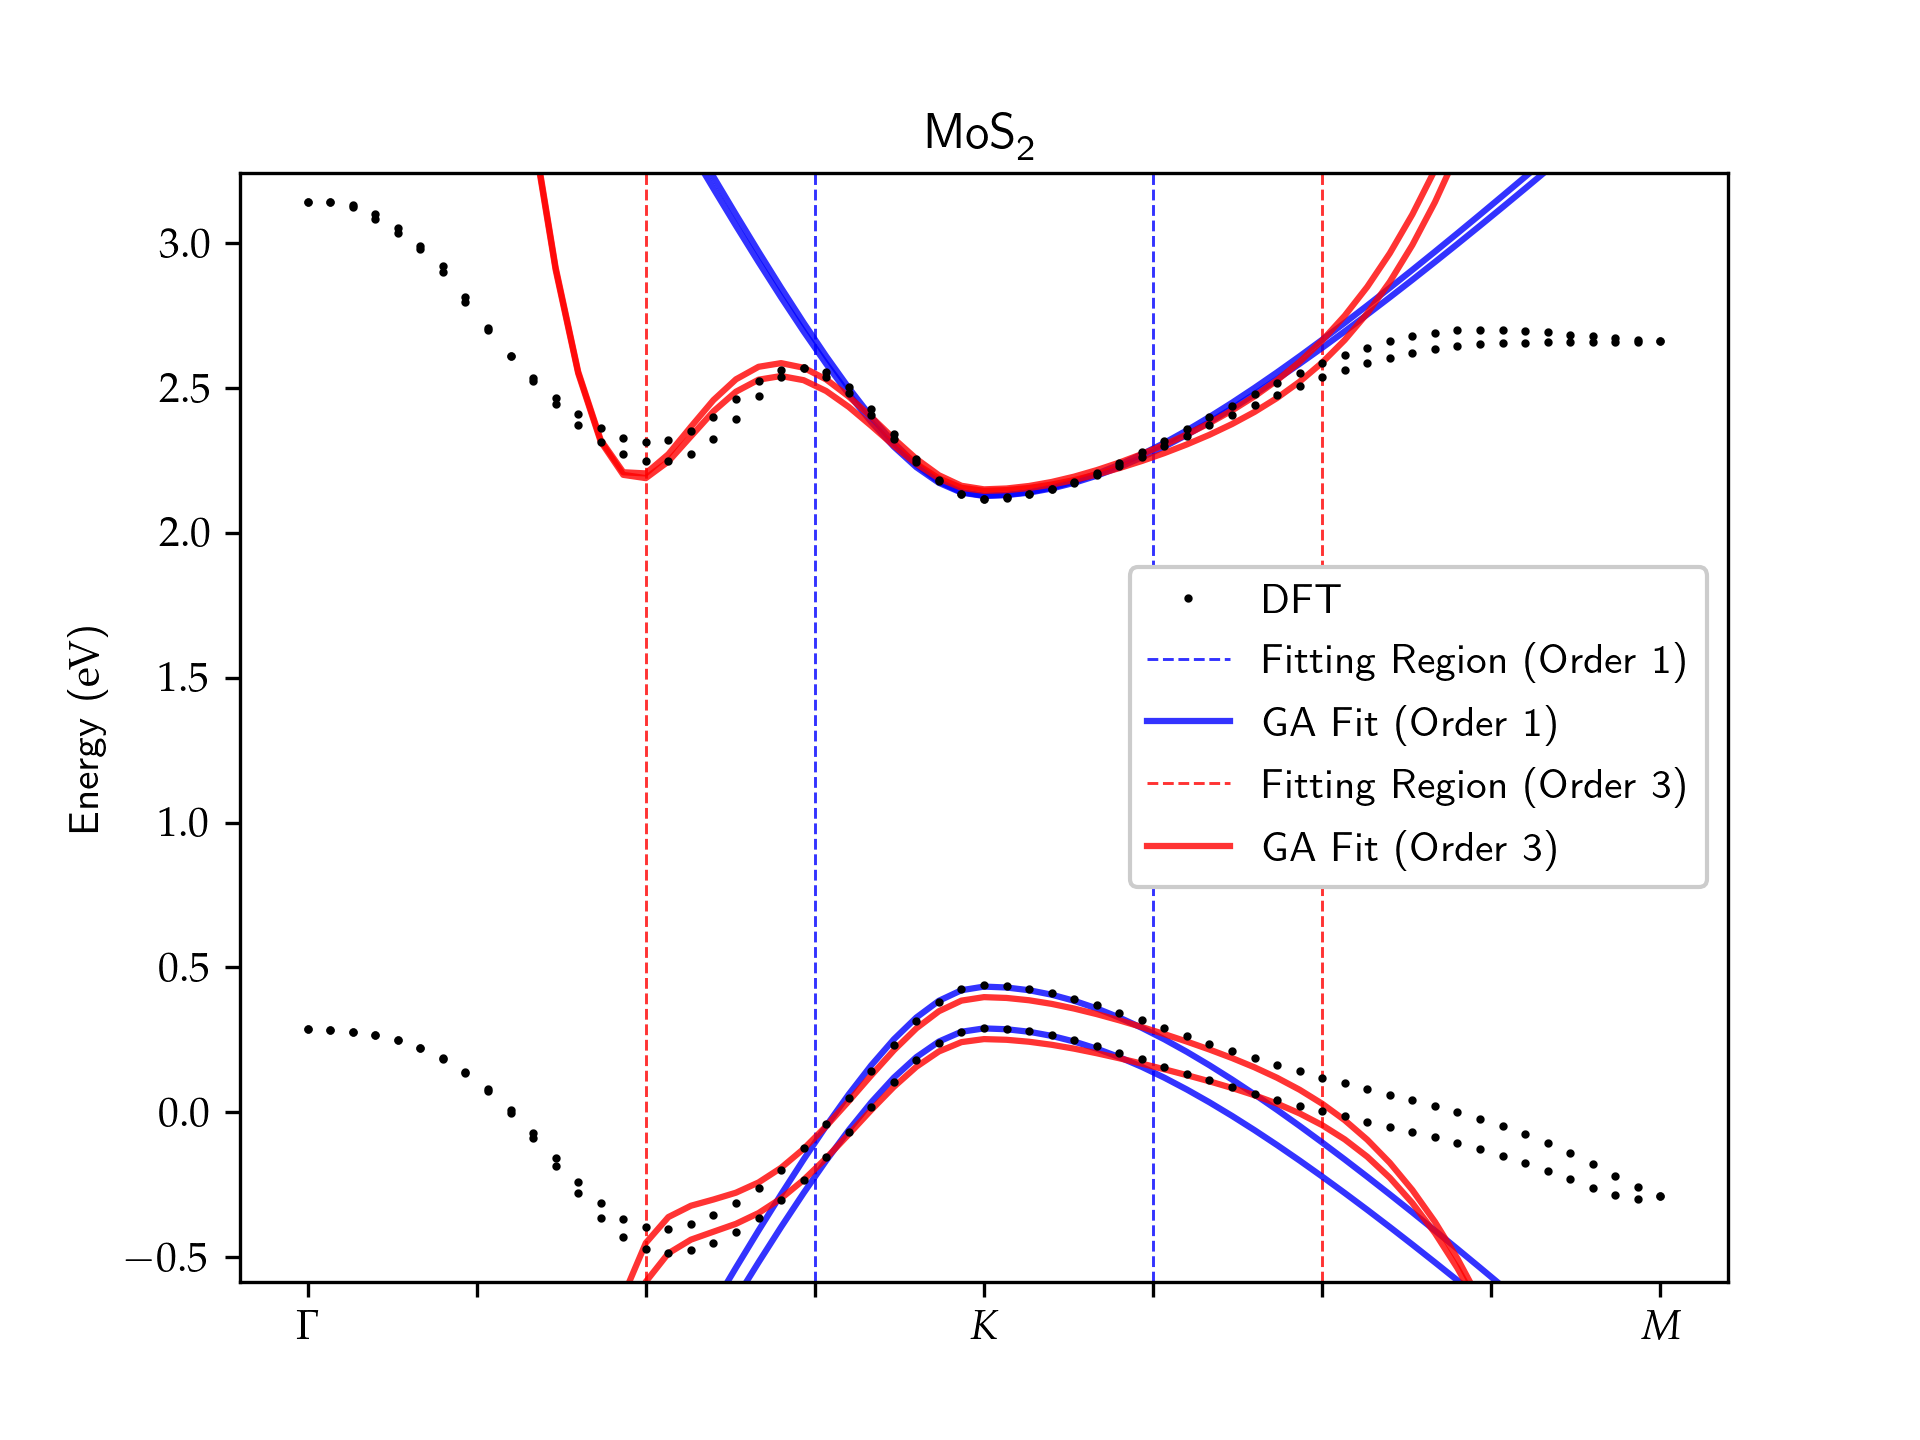 MoS₂
3.0
2.5
2.0
1.5
1.0
0.5
0.0
−0.5
Energy (eV)
DFT
Fitting Region (Order 1)
GA Fit (Order 1)
Fitting Region (Order 3)
GA Fit (Order 3)
Γ K M